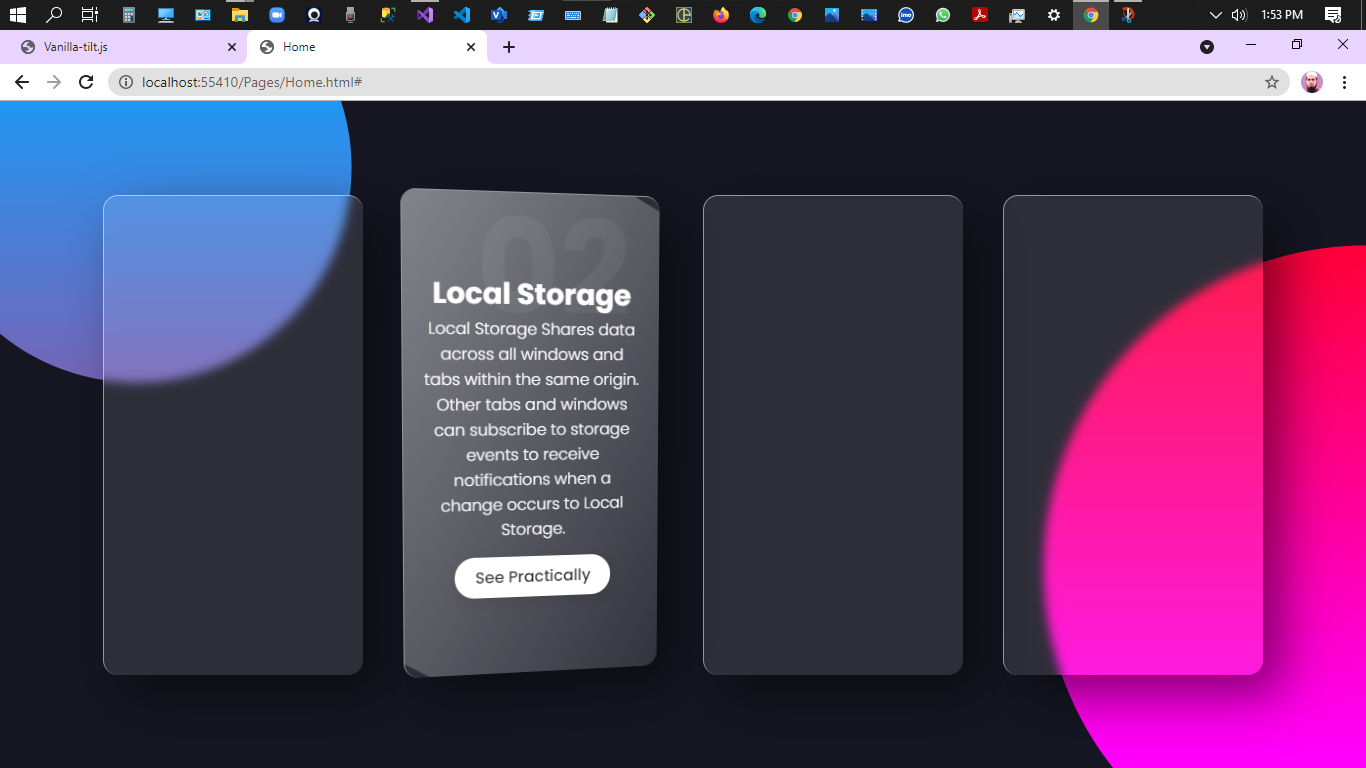 1:53 PM
Vanilla-tilt.js
Home
localhost:55410/Pages/Home.html#
02
Local Storage
Local Storage Shares data
across all windows and
tabs within the same origin.
Other tabs and windows
can subscribe to storage
events to receive
notifications when a
change occurs to Local
Storage.
See Practically